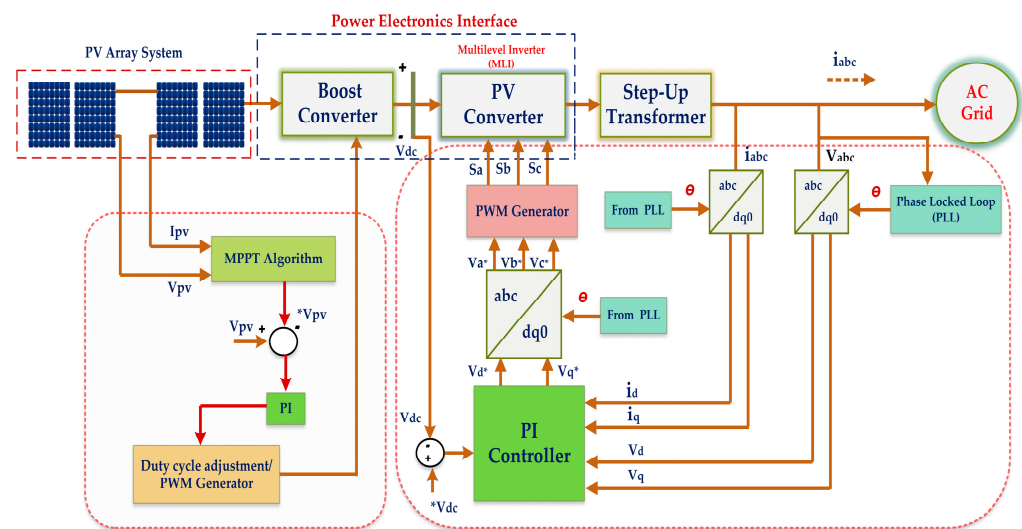 Power Electronics Interface
PV Array System
Multilevel Inverter
(MLI)
iabc
Boost
Converter
+
-
Vdc
PV
Converter
Step-Up
Transformer
AC
Grid
Sa
Sb
Sc
iabc
Vabc
PWM Generator
From PLL
θ
abc
dq0
abc
dq0
θ
Phase Locked Loop
(PLL)
Ipv
Vpv
MPPT Algorithm
*Vpv
Vpv
+
-
PI
Duty cycle adjustment/
PWM Generator
Va*
Vb*
Vc*
abc
dq0
θ
From PLL
Vd*
Vq*
Vdc
-
+
*Vdc
PI
Controller
id
iq
Vd
Vq